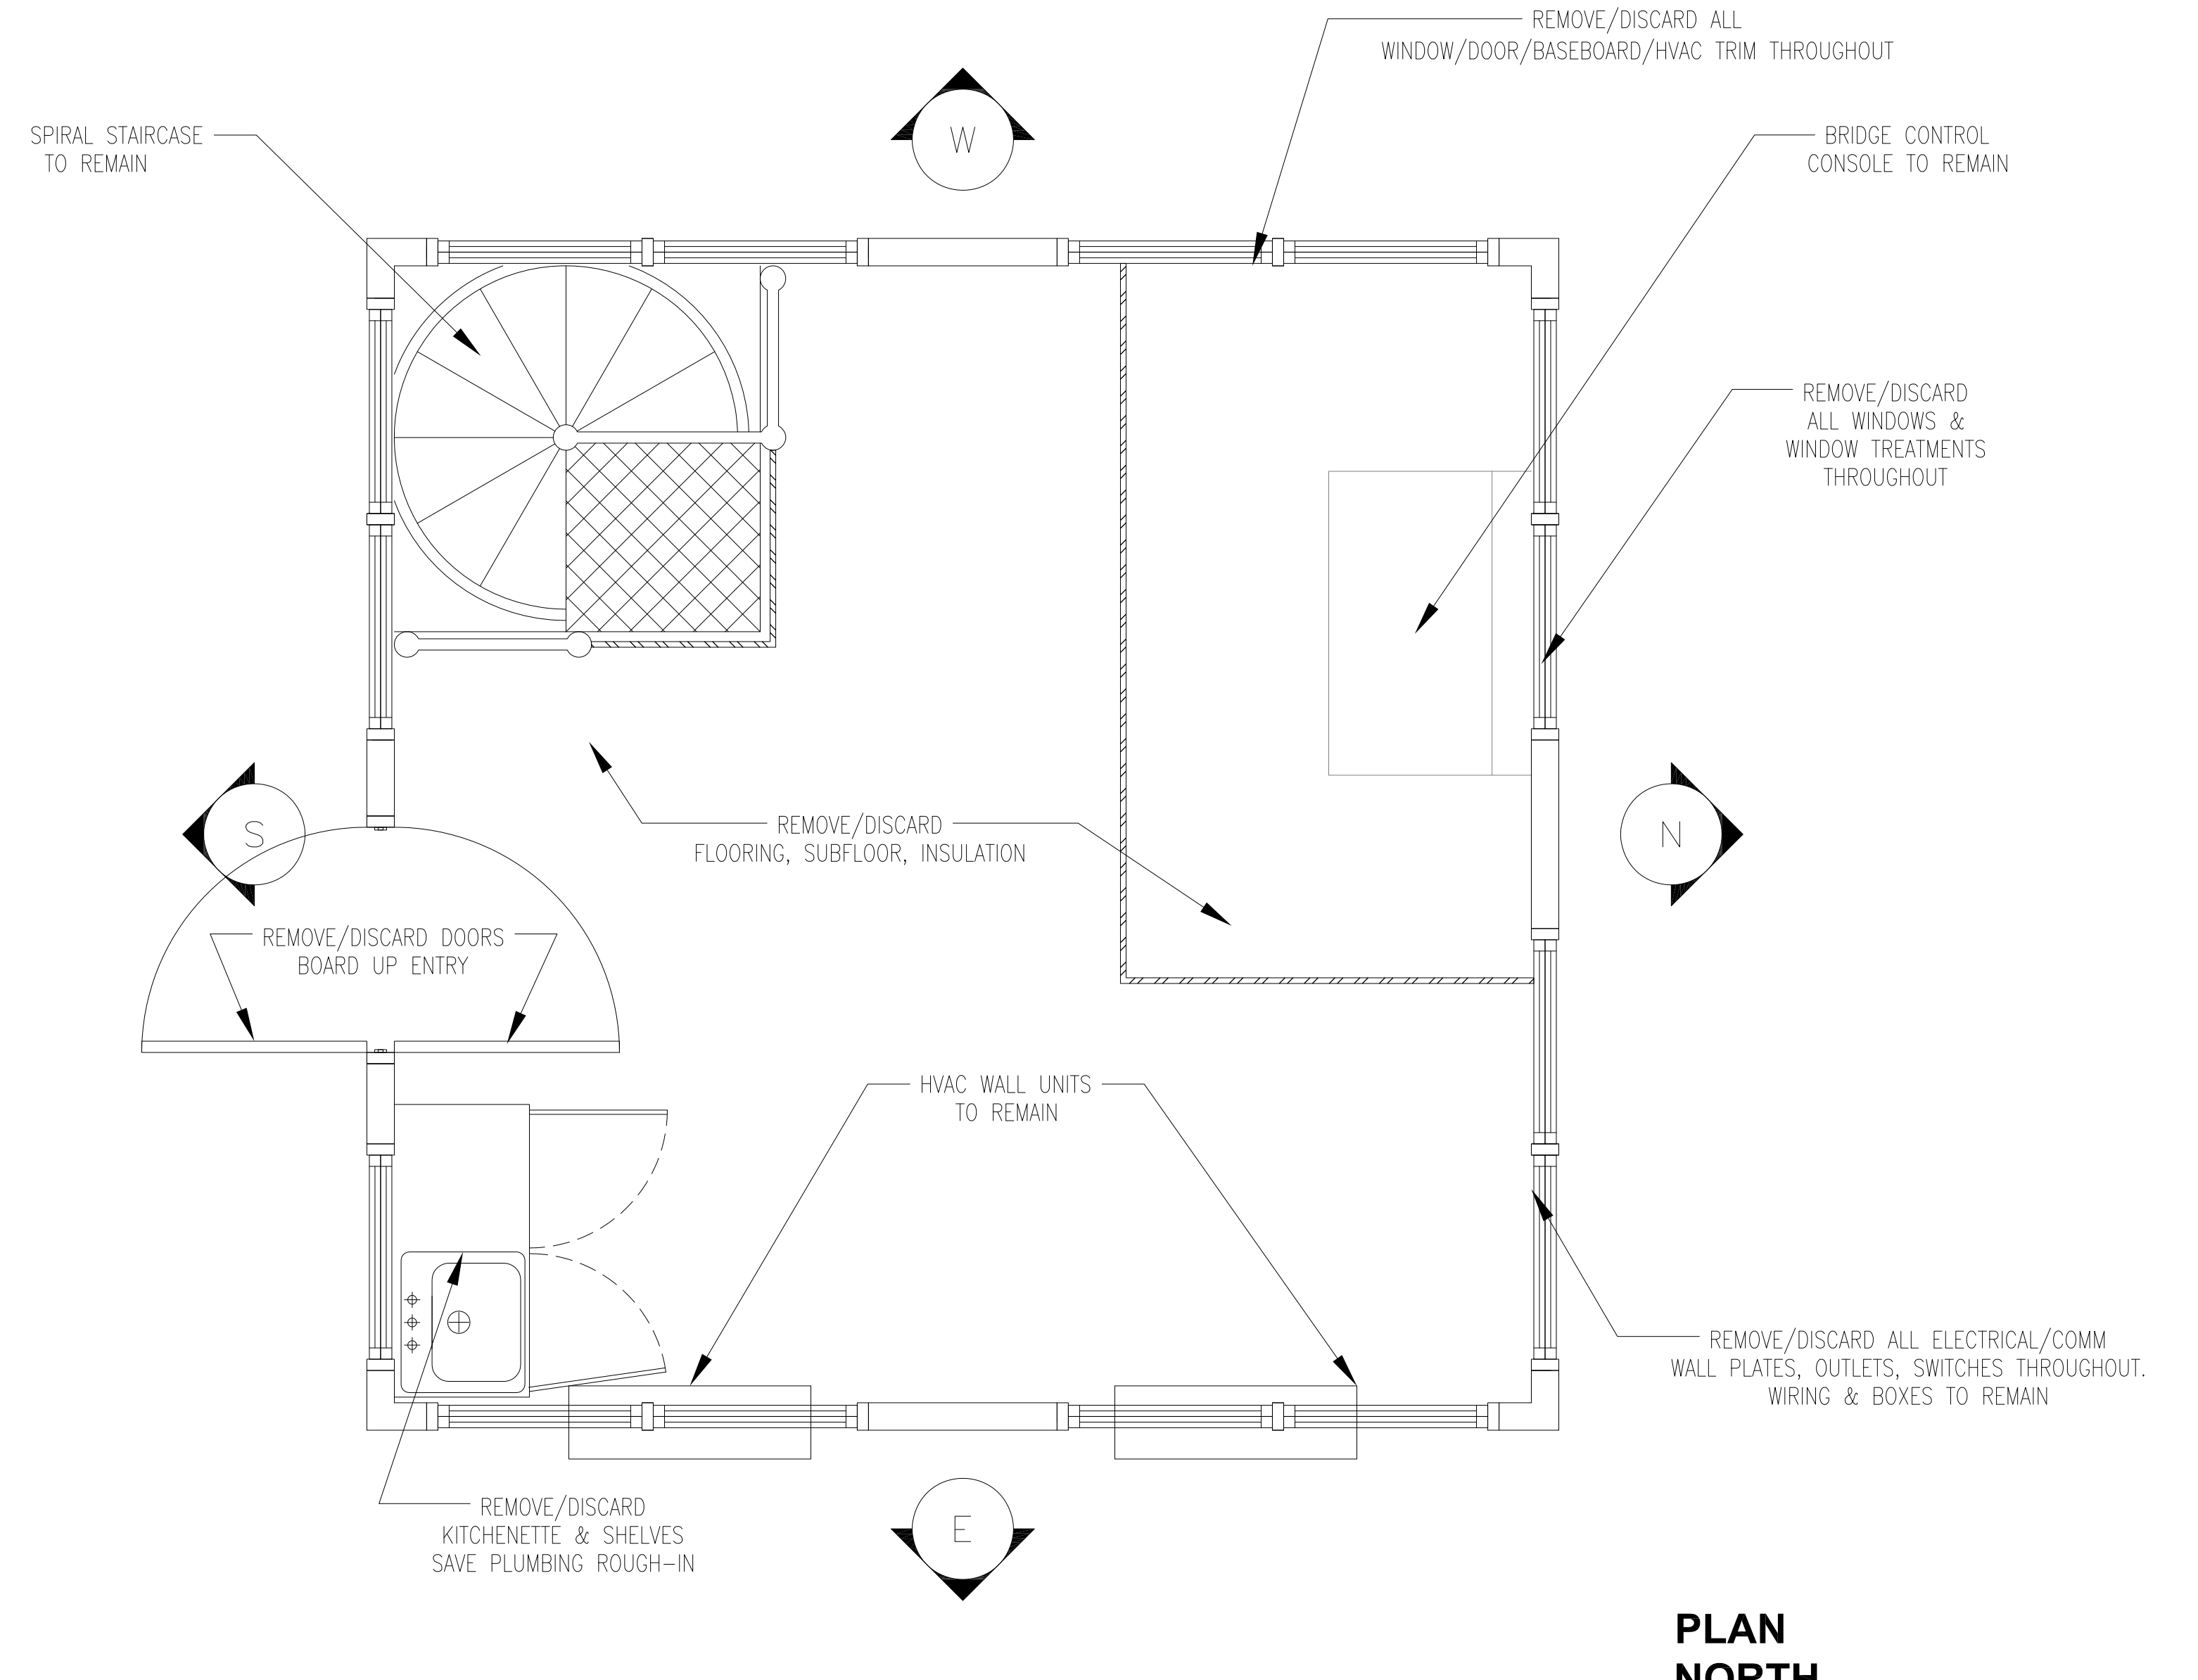 REMOVE/DISCARD ALL
WINDOW/DOOR/BASEBOARD/HVAC TRIM THROUGHOUT
W
SPIRAL STAIRCASE
TO REMAIN
BRIDGE CONTROL
CONSOLE TO REMAIN
REMOVE/DISCARD
ALL WINDOWS &
WINDOW TREATMENTS
THROUGHOUT
S
N
REMOVE/DISCARD
FLOORING, SUBFLOOR, INSULATION
REMOVE/DISCARD DOORS
BOARD UP ENTRY
HVAC WALL UNITS
TO REMAIN
REMOVE/DISCARD ALL ELECTRICAL/COMM
WALL PLATES, OUTLETS, SWITCHES THROUGHOUT.
WIRING & BOXES TO REMAIN
REMOVE/DISCARD
KITCHENETTE & SHELVES
SAVE PLUMBING ROUGH-IN
E
PLAN
NORTH